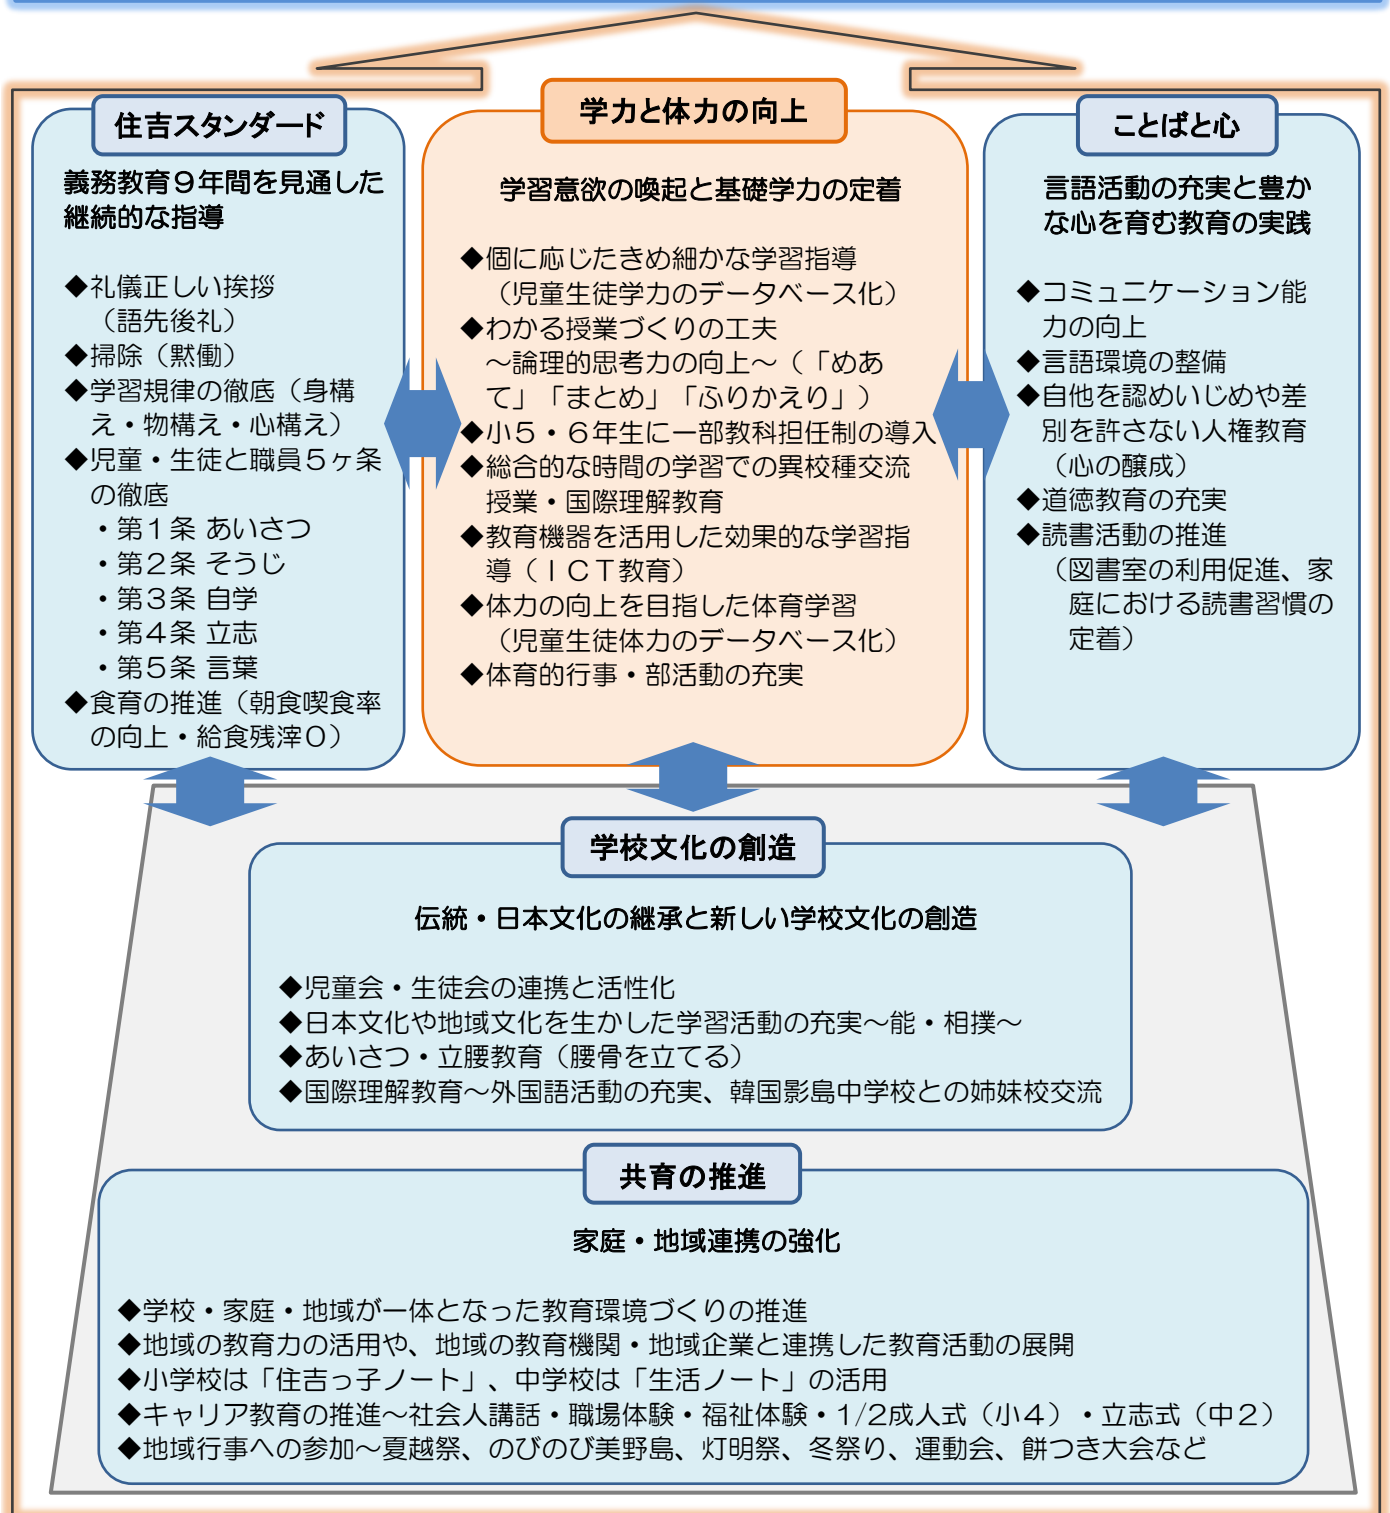 住吉スタンダード
義務教育９年間を見通した
継続的な指導
◆礼儀正しい挨拶
（語先後礼）
◆掃除（黙働）
◆学習規律の徹底（身構
え・物構え・心構え）
◆児童・生徒と職員５ヶ条
の徹底
・第１条 あいさつ
・第２条 そうじ
・第３条 自学
・第４条 立志
・第５条 言葉
◆食育の推進（朝食喫食率
の向上・給食残滓０）
学力と体力の向上
学習意欲の喚起と基礎学力の定着
◆個に応じたきめ細かな学習指導
（児童生徒学力のデータベース化）
◆わかる授業づくりの工夫
～論理的思考力の向上～（「めあ
て」「まとめ」「ふりかえり」）
◆小５・６年生に一部教科担任制の導入
◆総合的な時間の学習での異校種交流
授業・国際理解教育
◆教育機器を活用した効果的な学習指
導（ＩＣＴ教育）
◆体力の向上を目指した体育学習
（児童生徒体力のデータベース化）
◆体育的行事・部活動の充実
ことばと心
言語活動の充実と豊か
な心を育む教育の実践
◆コミュニケーション能
力の向上
◆言語環境の整備
◆自他を認めいじめや差
別を許さない人権教育
（心の醸成）
◆道徳教育の充実
◆読書活動の推進
（図書室の利用促進、家
庭における読書習慣の
定着）
学校文化の創造
伝統・日本文化の継承と新しい学校文化の創造
◆児童会・生徒会の連携と活性化
◆日本文化や地域文化を生かした学習活動の充実～能・相撲～
◆あいさつ・立腰教育（腰骨を立てる）
◆国際理解教育～外国語活動の充実、韓国影島中学校との姉妹校交流
共育の推進
家庭・地域連携の強化
◆学校・家庭・地域が一体となった教育環境づくりの推進
◆地域の教育力の活用や、地域の教育機関・地域企業と連携した教育活動の展開
◆小学校は「住吉っ子ノート」、中学校は「生活ノート」の活用
◆キャリア教育の推進～社会人講話・職場体験・福祉体験・1/2成人式（小４）・立志式（中２）
◆地域行事への参加～夏越祭、のびのび美野島、灯明祭、冬祭り、運動会、餅つき大会など